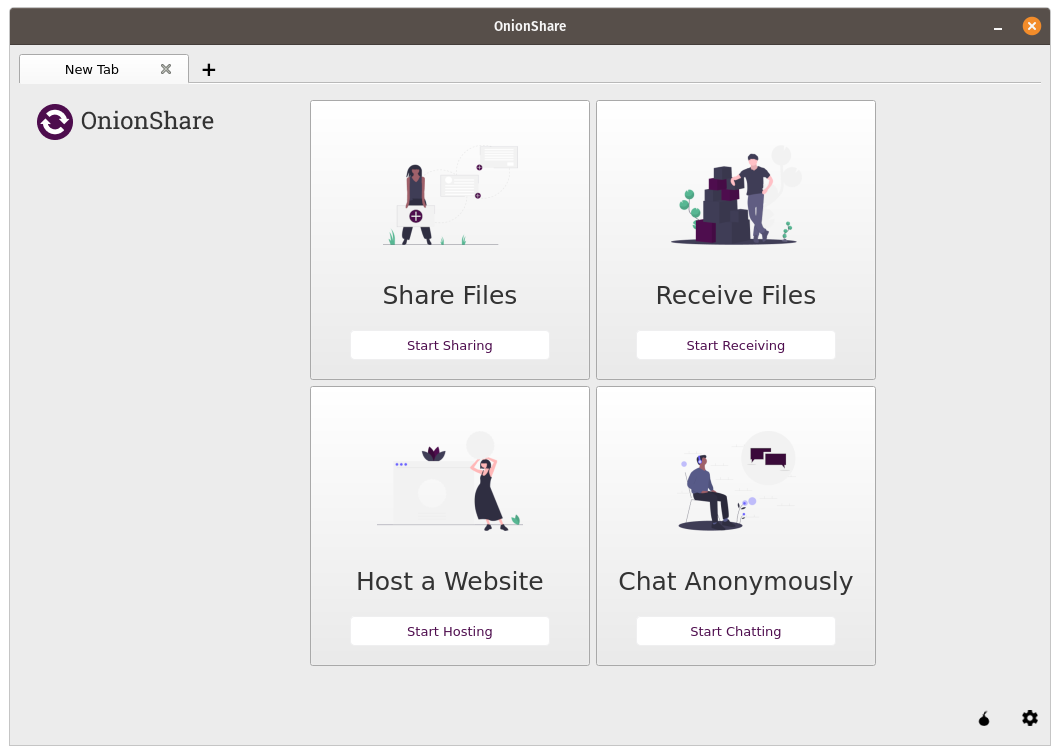 OnionShare
New Tab
OnionShare
Share Files
Start Sharing
Receive Files
Start Receiving
Host a Website
Start Hosting
Chat Anonymously
Start Chatting